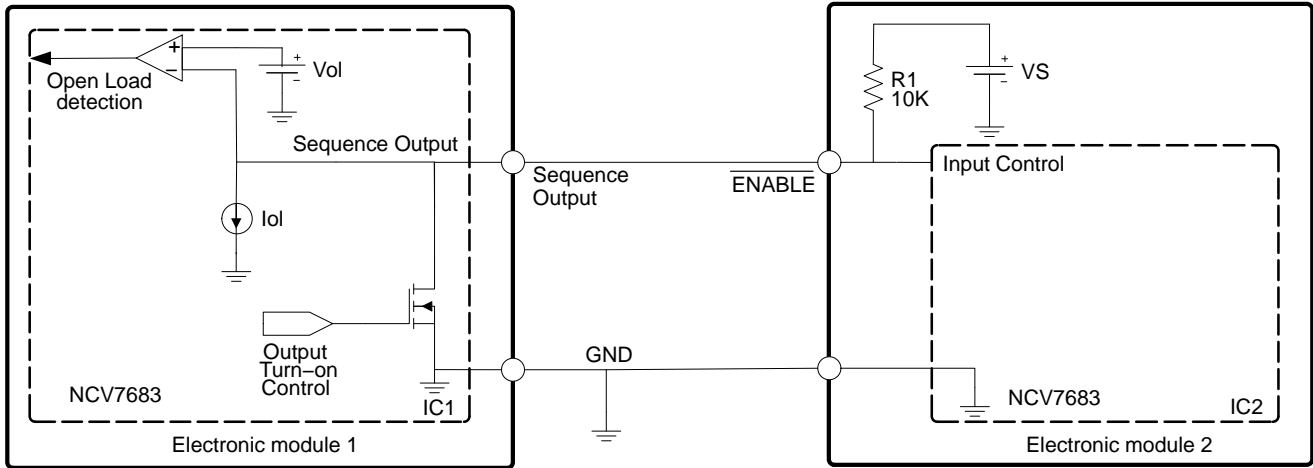 +
−
+
−
Vol
Open Load
detection
Sequence Output
Iol
Output
Turn−on
Control
NCV7683
IC1
Electronic module 1
Sequence
Output
ENABLE
GND
R1
10K
+
−
VS
Input Control
NCV7683
IC2
Electronic module 2